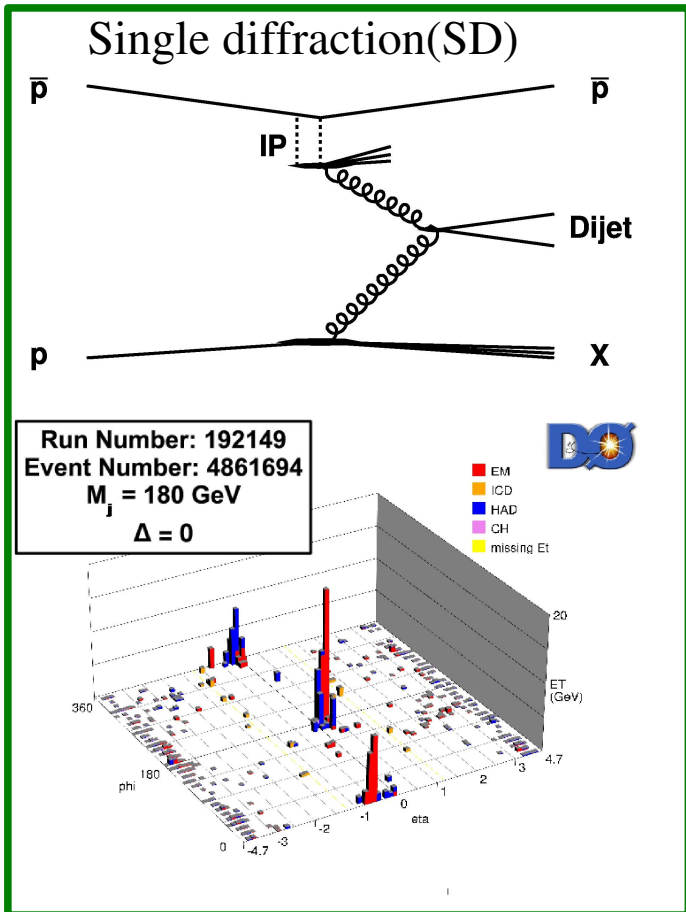 Single diffraction(SD)
p̅ p̅
IP
Dijet
p X
Run Number: 192149
Event Number: 4861694
M_j = 180 GeV
Δ = 0
DØ
EM
ICD
HAD
CH
missing Et
20
ET
(GeV)
360
180
phi
0
-4.7 -3 -2 -1 0 1 2 3 4.7
eta